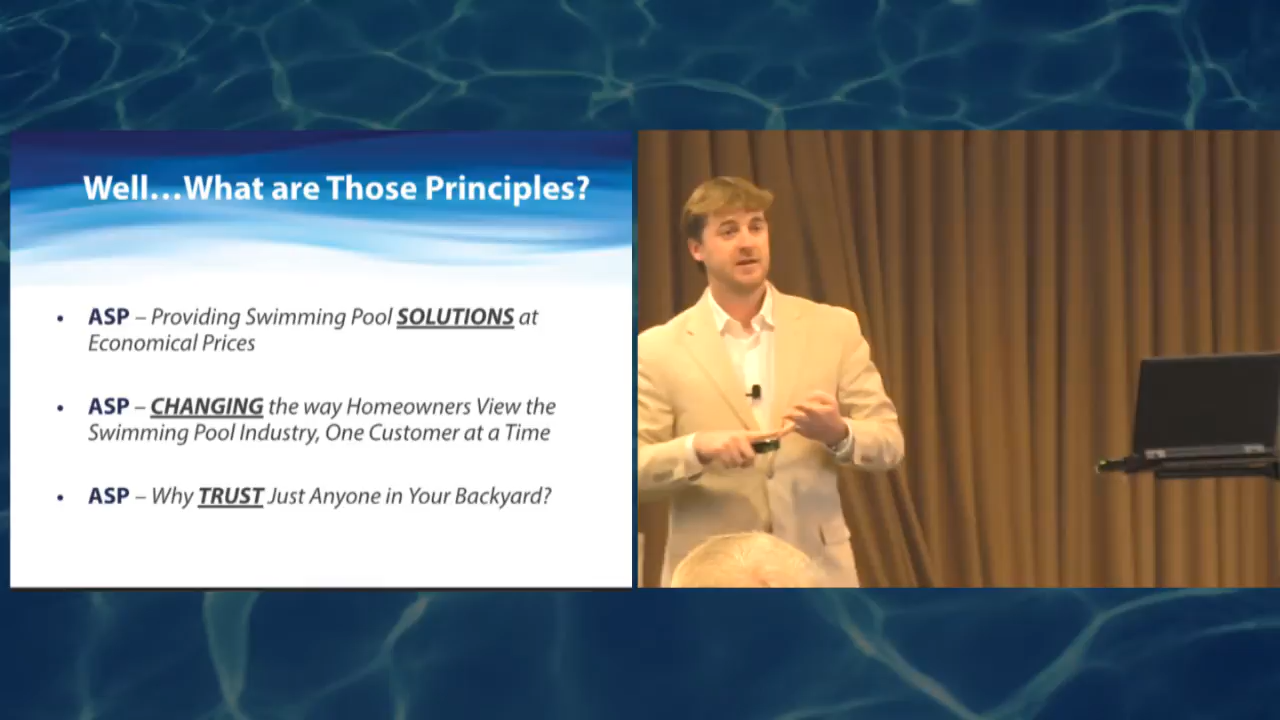 Well...What are Those Principles?
• ASP – Providing Swimming Pool SOLUTIONS at
Economical Prices
• ASP – CHANGING the way Homeowners View the
Swimming Pool Industry, One Customer at a Time
• ASP – Why TRUST Just Anyone in Your Backyard?